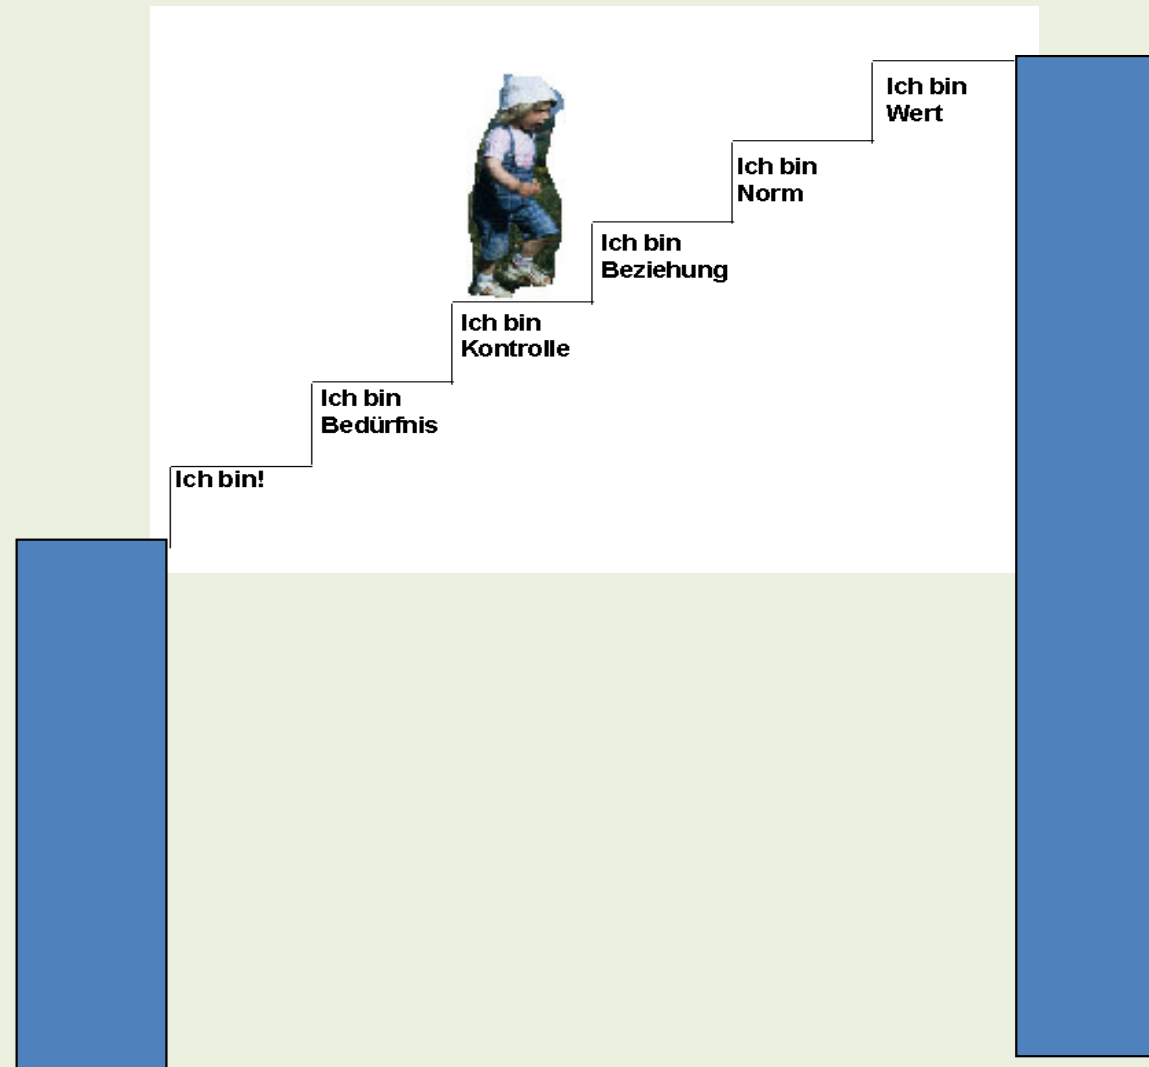 Ich bin
Wert
Ich bin
Norm
Ich bin
Beziehung
Ich bin
Kontrolle
Ich bin
Bedürfnis
Ich bin!